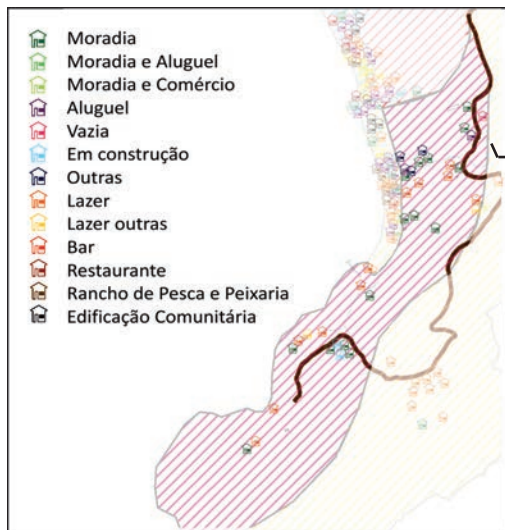 Moradia
Moradia e Aluguel
Moradia e Comércio
Aluguel
Vazia
Em construção
Outras
Lazer
Lazer outras
Bar
Restaurante
Rancho de Pesca e Peixaria
Edificação Comunitária